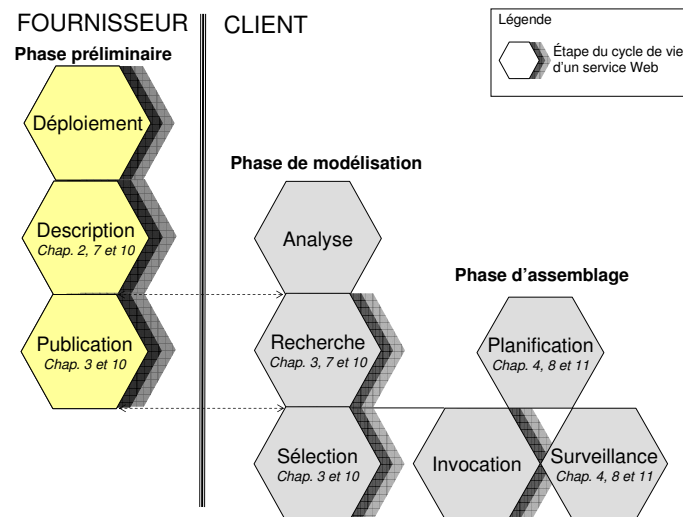 FOURNISSEUR
CLIENT
Légende
Étape du cycle de vie
d'un service Web
Phase préliminaire
Déploiement
Description
Chap. 2, 7 et 10
Publication
Chap. 3 et 10
Phase de modélisation
Analyse
Recherche
Chap. 3, 7 et 10
Sélection
Chap. 3 et 10
Phase d'assemblage
Planification
Chap. 4, 8 et 11
Invocation
Surveillance
Chap. 4, 8 et 11